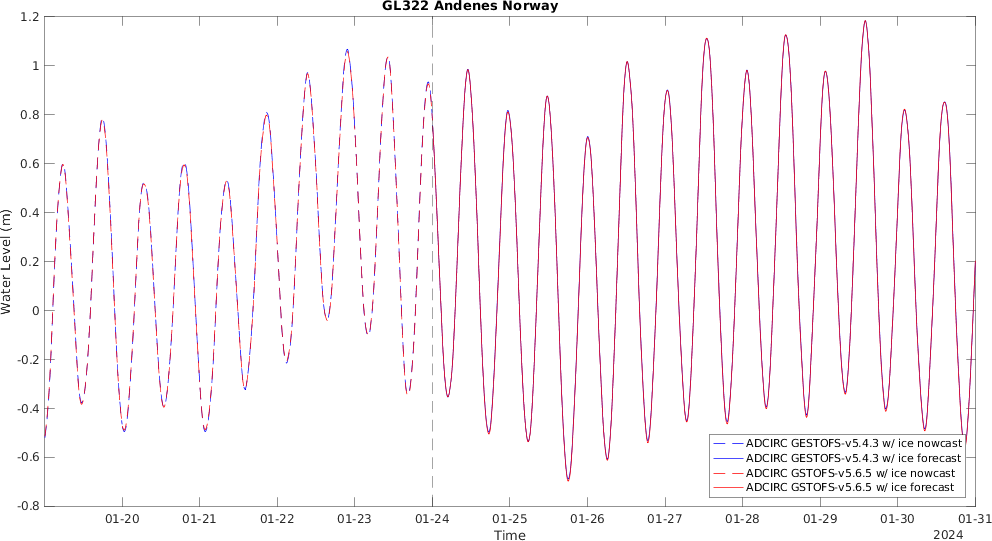 GL322 Andenes Norway
1.2
1
0.8
0.6
0.4
0.2
0
-0.2
-0.4
-0.6
-0.8
Water Level (m)
ADCIRC GESTOFS-v5.4.3 w/ ice nowcast
ADCIRC GESTOFS-v5.4.3 w/ ice forecast
ADCIRC GSTOFS-v5.6.5 w/ ice nowcast
ADCIRC GSTOFS-v5.6.5 w/ ice forecast
01-20 01-21 01-22 01-23 01-24 01-25 01-26 01-27 01-28 01-29 01-30 01-31
Time
2024